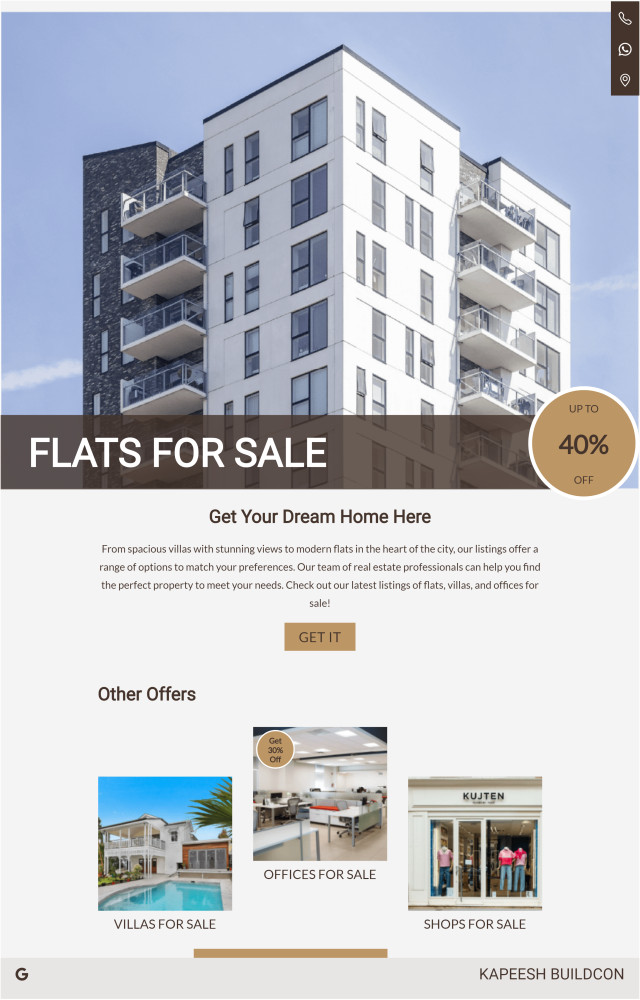 FLATS FOR SALE
UP TO
40%
OFF
Get Your Dream Home Here
From spacious villas with stunning views to modern flats in the heart of the city, our listings offer a
range of options to match your preferences. Our team of real estate professionals can help you find
the perfect property to meet your needs. Check out our latest listings of flats, villas, and offices for
sale!
GET IT
Other Offers
Get
30%
Off
KUJTEN
OFFICES FOR SALE
VILLAS FOR SALE
SHOPS FOR SALE
G
KAPEESH BUILDCON